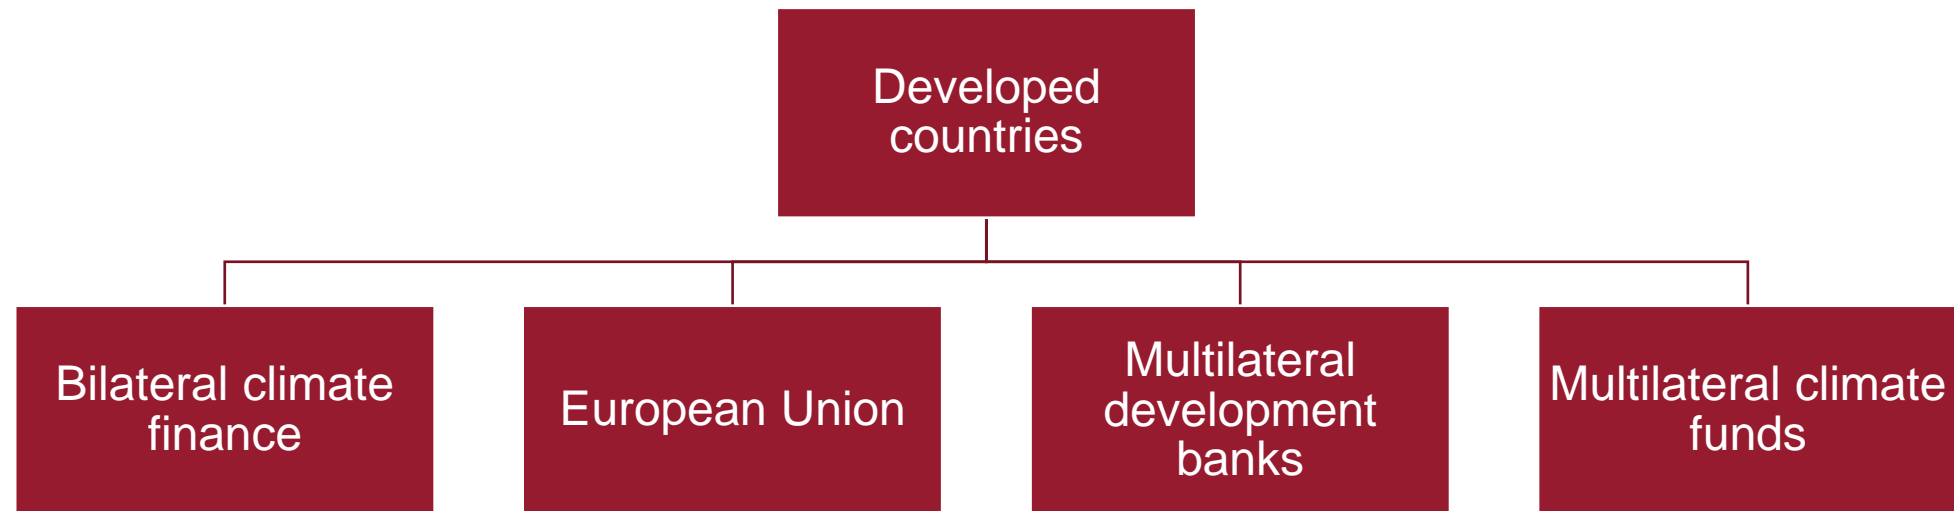 Developed
countries
Bilateral climate
finance
European Union
Multilateral
development
banks
Multilateral climate
funds